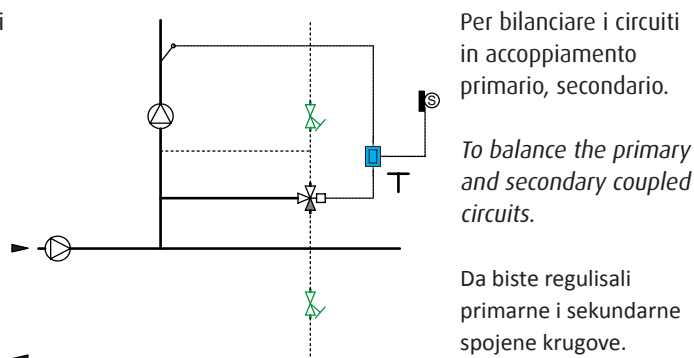 i
Per bilanciare i circuiti
in accoppiamento
primario, secondario.
S
To balance the primary
and secondary coupled
circuits.
Da biste regulisali
primarne i sekundarne
spojene krugove.